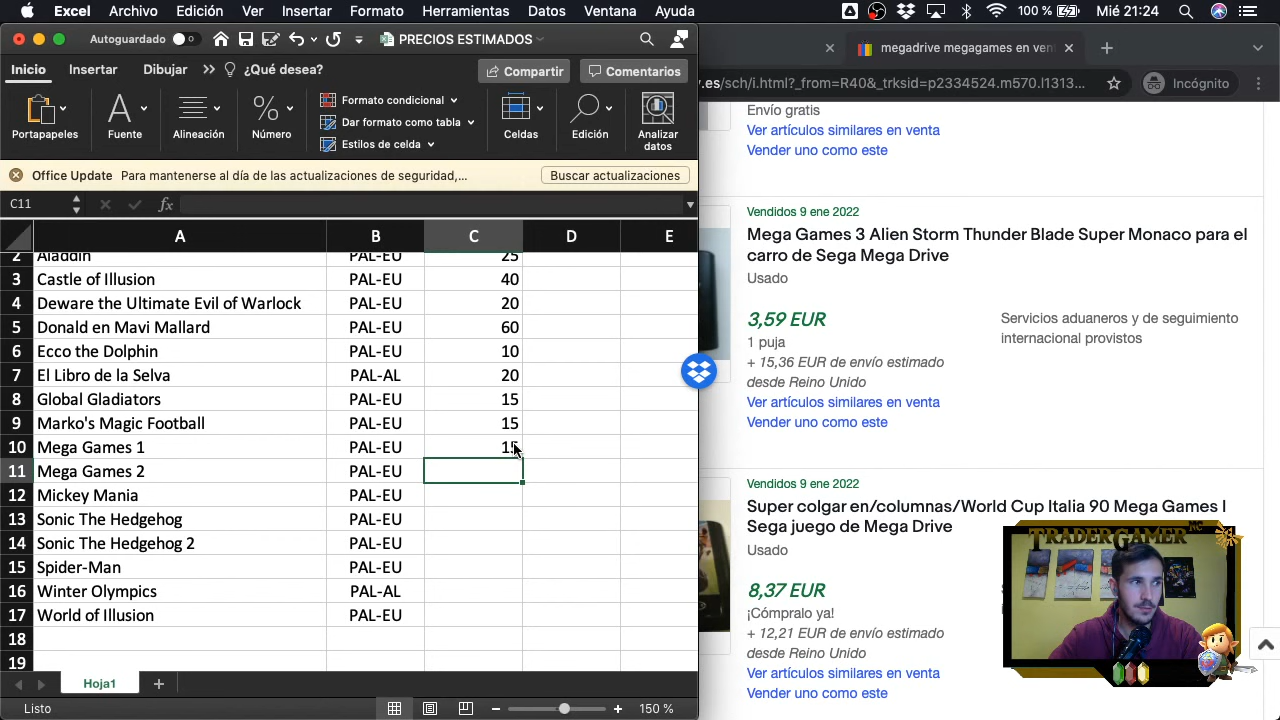 Excel Archivo Edición Ver Insertar Formato Herramientas Datos Ventana Ayuda 100 % Mié 21:24
Autoguardado PRECIOS ESTIMADOS
Inicio Insertar Dibujar ¿Qué desea? Compartir Comentarios
Portapapeles Fuente Alineación Número
Formato condicional
Dar formato como tabla
Estilos de celda
Celdas Edición Analizar datos
Office Update Para mantenerse al día de las actualizaciones de seguridad,... Buscar actualizaciones
C11 fx
A B C D E
2 Aladdin PAL-EU 25
3 Castle of Illusion PAL-EU 40
4 Deware the Ultimate Evil of Warlock PAL-EU 20
5 Donald en Mavi Mallard PAL-EU 60
6 Ecco the Dolphin PAL-EU 10
7 El Libro de la Selva PAL-AL 20
8 Global Gladiators PAL-EU 15
9 Marko's Magic Football PAL-EU 15
10 Mega Games 1 PAL-EU 15
11 Mega Games 2 PAL-EU
12 Mickey Mania PAL-EU
13 Sonic The Hedgehog PAL-EU
14 Sonic The Hedgehog 2 PAL-EU
15 Spider-Man PAL-EU
16 Winter Olympics PAL-AL
17 World of Illusion PAL-EU
18
19
Hoja1
Listo 150 %
megadrive megagames en ven
.es/sch/i.html?_from=R40&_trksid=p2334524.m570.l1313... Incógnito
Envío gratis
Ver artículos similares en venta
Vender uno como este
Vendidos 9 ene 2022
Mega Games 3 Alien Storm Thunder Blade Super Monaco para el
carro de Sega Mega Drive
Usado
3,59 EUR
1 puja
+ 15,36 EUR de envío estimado
desde Reino Unido
Servicios aduaneros y de seguimiento
internacional provistos
Ver artículos similares en venta
Vender uno como este
Vendidos 9 ene 2022
Super colgar en/columnas/World Cup Italia 90 Mega Games I
Sega juego de Mega Drive
Usado
8,37 EUR
¡Cómpralo ya!
+ 12,21 EUR de envío estimado
desde Reino Unido
Ver artículos similares en venta
Vender uno como este
TRADERGAMER MC